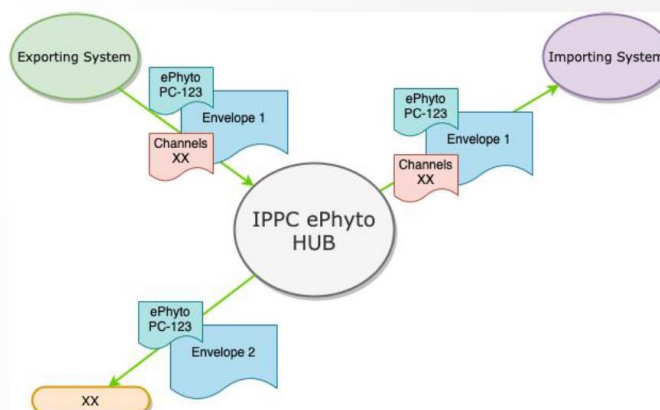 Exporting System
ePhyto
PC-123
Envelope 1
Channels
XX
Importing System
ePhyto
PC-123
Envelope 1
Channels
XX
IPPC ePhyto
HUB
ePhyto
PC-123
Envelope 2
XX